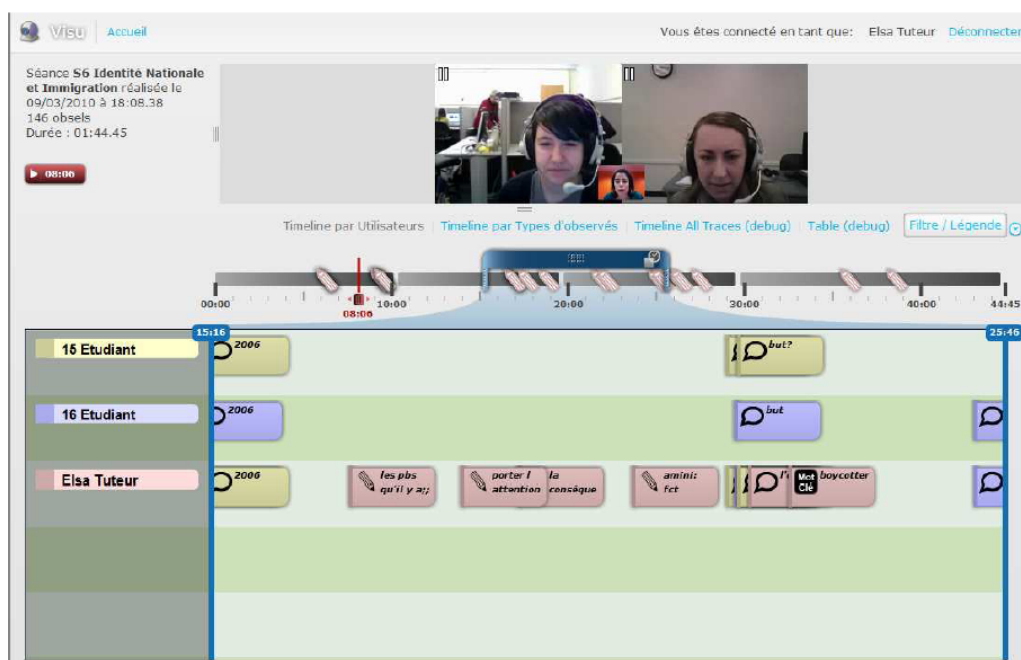 Visu Accueil Vous êtes connecté en tant que: Elsa Tuteur Déconnecter
Séance S6 Identité Nationale
et Immigration réalisée le
09/03/2010 à 18:08.38
146 obsels
Durée : 01:44.45
08:06
Timeline par Utilisateurs Timeline par Types d'observés Timeline All Traces (debug) Table (debug) Filtre / Légende
00:00 10:00 20:00 30:00 40:00 44:45
08:06
15:16 25:46
15 Etudiant 2006 but?
16 Etudiant 2006 but
Elsa Tuteur 2006 les pbs porter l la amini: l' Mot boycotter
qu'il y a;; attention conséque fct Clé